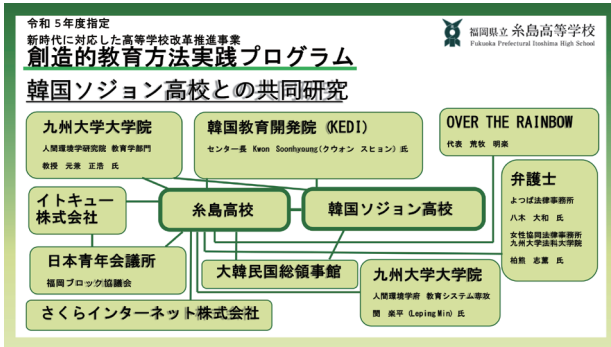 令和5年度指定
新時代に対応した高等学校改革推進事業
創造的教育方法実践プログラム
韓国ソジョン高校との共同研究
福岡県立 糸島高等学校
Fukuoka Prefectural Itoshima High School
九州大学大学院
人間環境学研究院 教育学部門
教授 元兼 正浩 氏
韓国教育開発院(KEDI)
センター長 Kwon Soonhyoung(クウォン スヒョン)氏
OVER THE RAINBOW
代表 荒牧 明楽
弁護士
よつば法律事務所
八木 大和 氏
女性協同法律事務所
九州大学法科大学院
柏熊 志薫 氏
イトキュー
株式会社
糸島高校
韓国ソジョン高校
日本青年会議所
福岡ブロック協議会
大韓民国総領事館
九州大学大学院
人間環境学府 教育システム専攻
閔 楽平 (Leping Min) 氏
さくらインターネット株式会社